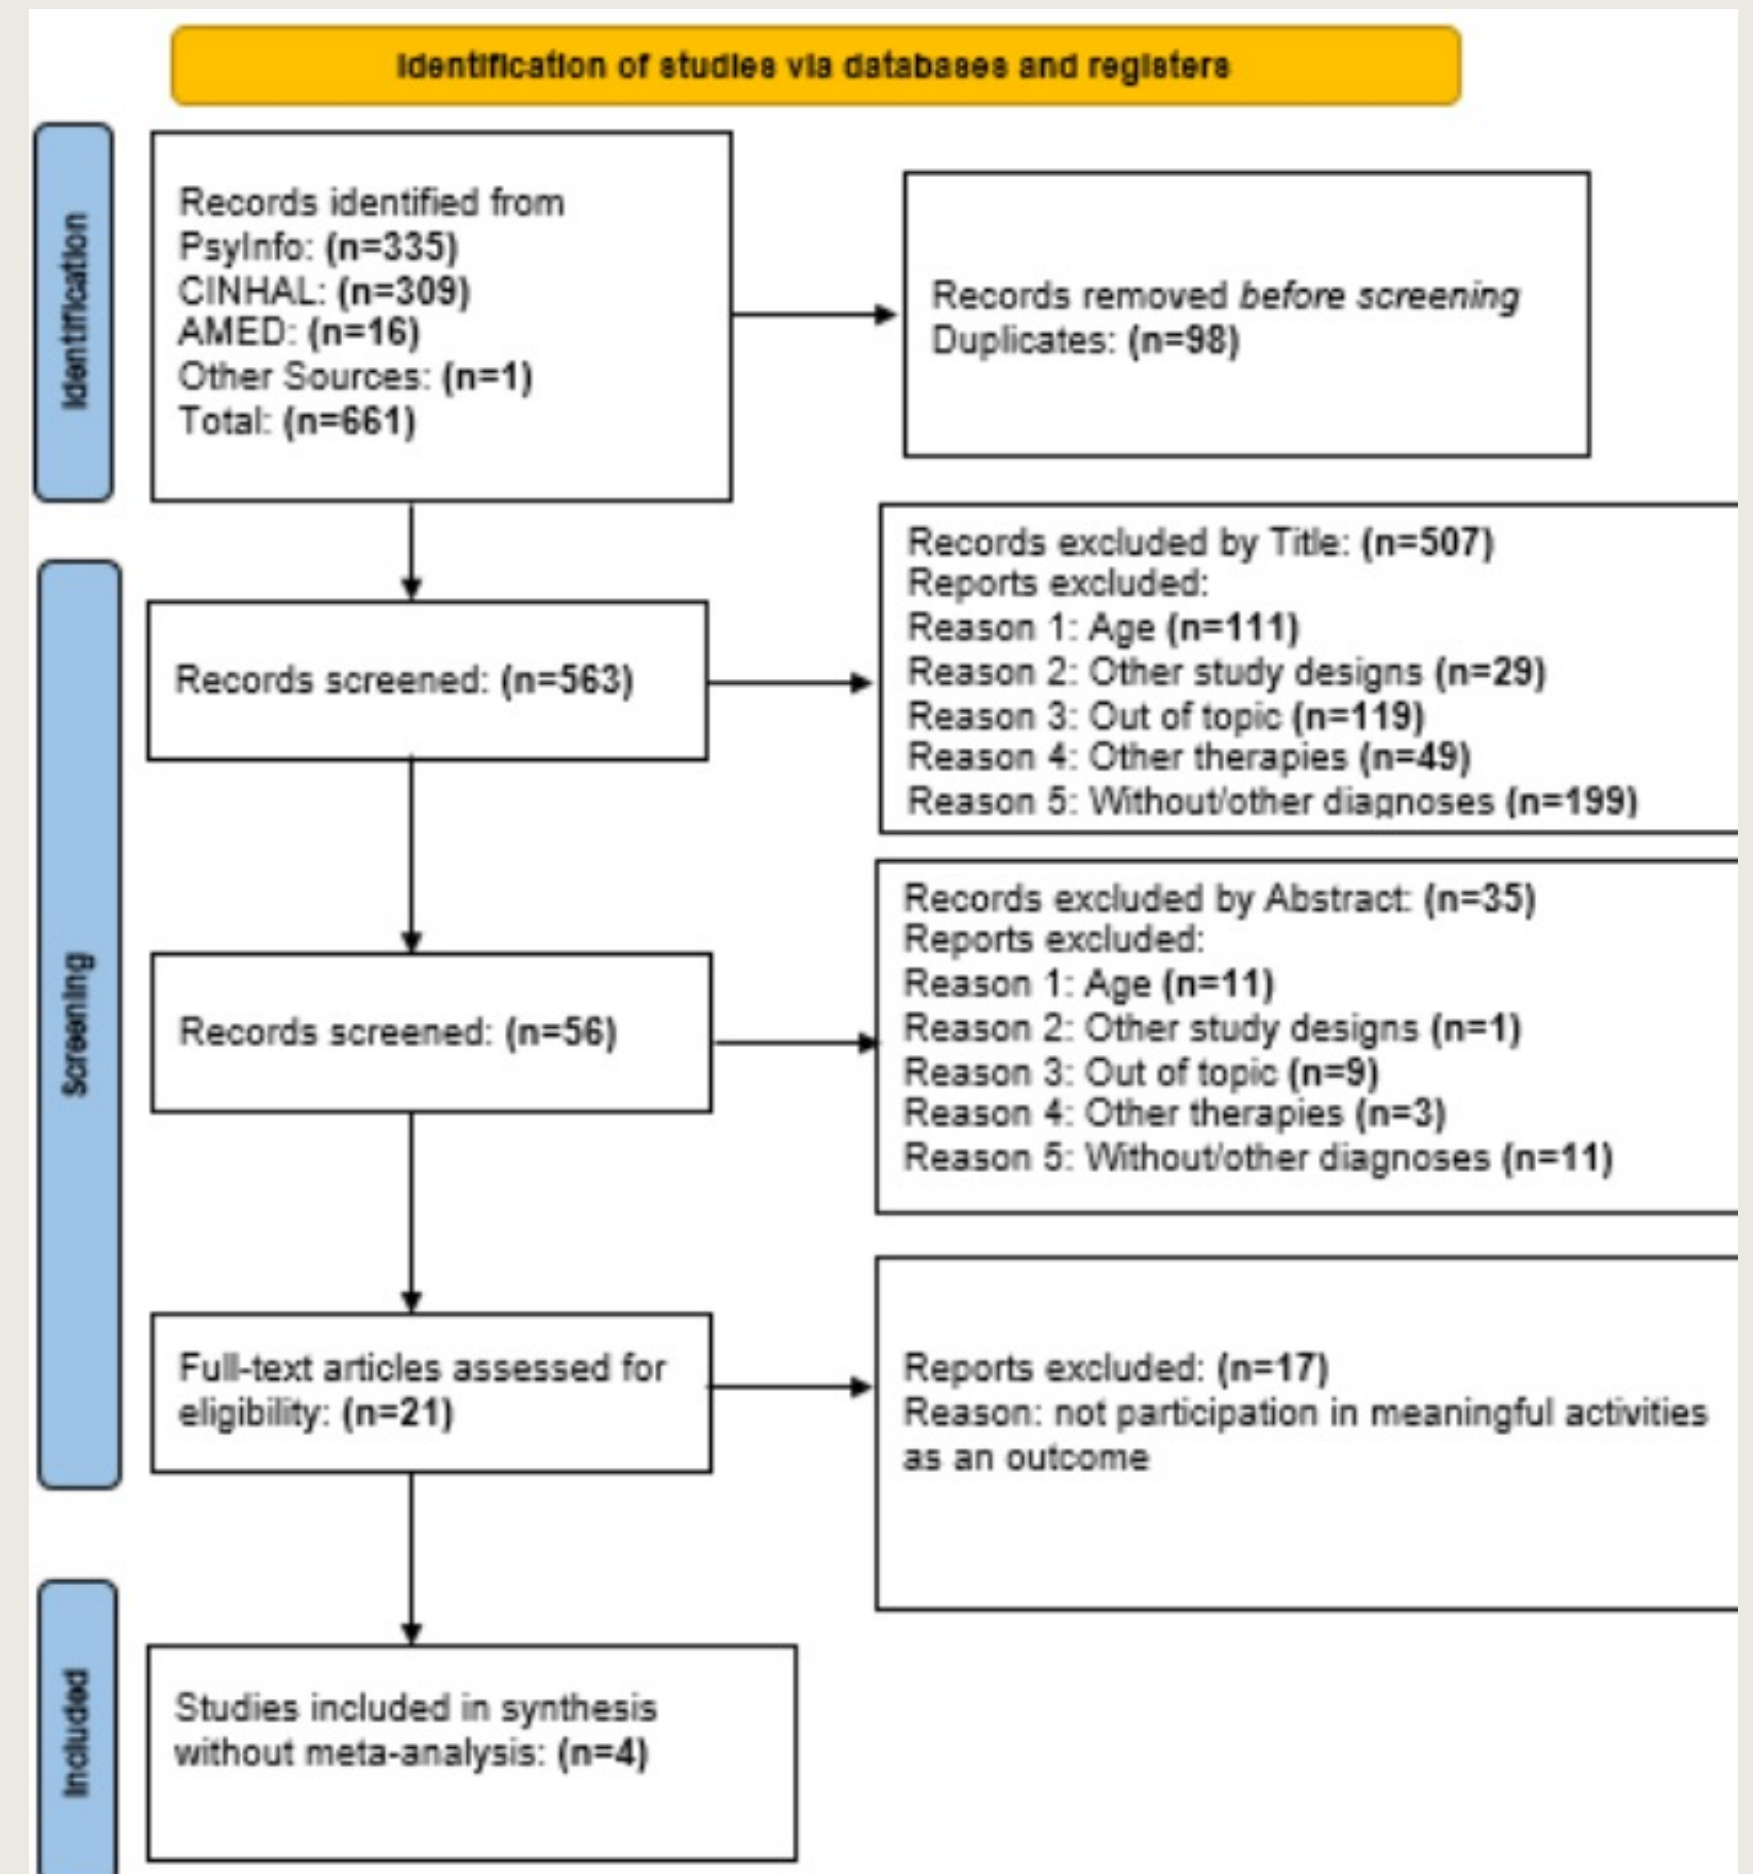 Identification of studies via databases and registers
Identification
Records identified from
PsyInfo: (n=335)
CINHAL: (n=309)
AMED: (n=16)
Other Sources: (n=1)
Total: (n=661)
Records removed before screening
Duplicates: (n=98)
Screening
Records screened: (n=563)
Records excluded by Title: (n=507)
Reports excluded:
Reason 1: Age (n=111)
Reason 2: Other study designs (n=29)
Reason 3: Out of topic (n=119)
Reason 4: Other therapies (n=49)
Reason 5: Without/other diagnoses (n=199)
Records screened: (n=56)
Records excluded by Abstract: (n=35)
Reports excluded:
Reason 1: Age (n=11)
Reason 2: Other study designs (n=1)
Reason 3: Out of topic (n=9)
Reason 4: Other therapies (n=3)
Reason 5: Without/other diagnoses (n=11)
Full-text articles assessed for
eligibility: (n=21)
Reports excluded: (n=17)
Reason: not participation in meaningful activities
as an outcome
Included
Studies included in synthesis
without meta-analysis: (n=4)